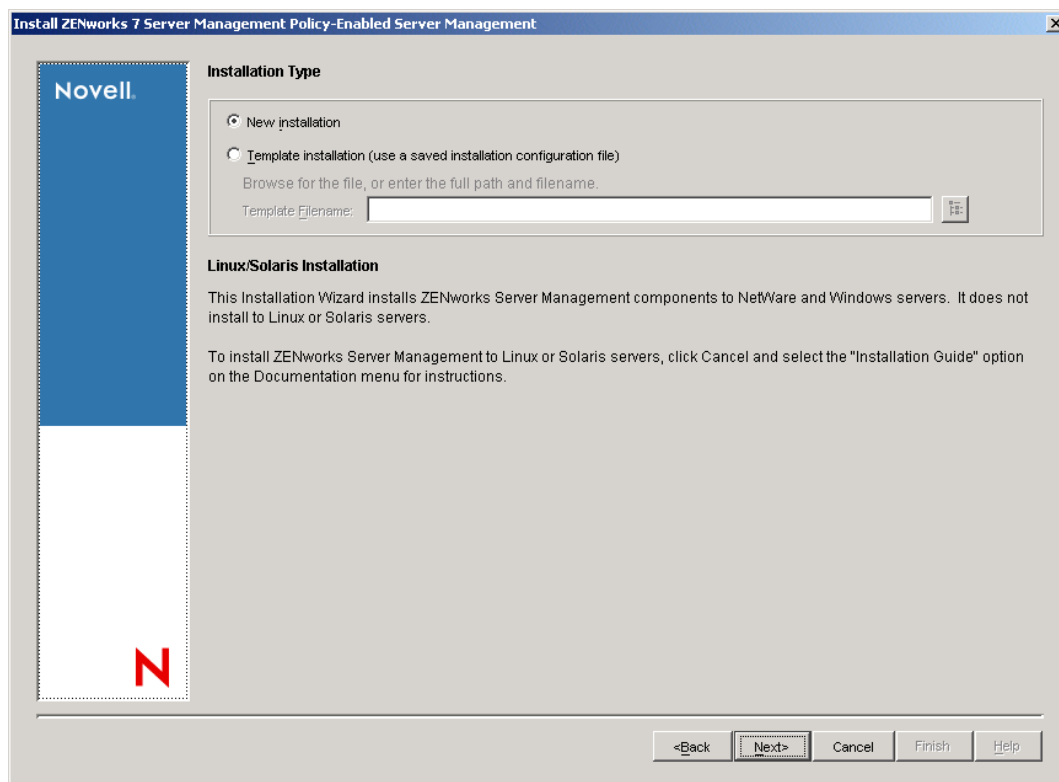 Install ZENworks 7 Server Management Policy-Enabled Server Management
Novell.
Installation Type
New installation
Template installation (use a saved installation configuration file)
Browse for the file, or enter the full path and filename.
Template Filename:
Linux/Solaris Installation
This Installation Wizard installs ZENworks Server Management components to NetWare and Windows servers. It does not
install to Linux or Solaris servers.
To install ZENworks Server Management to Linux or Solaris servers, click Cancel and select the "Installation Guide" option
on the Documentation menu for instructions.
N
<Back Next> Cancel Finish Help